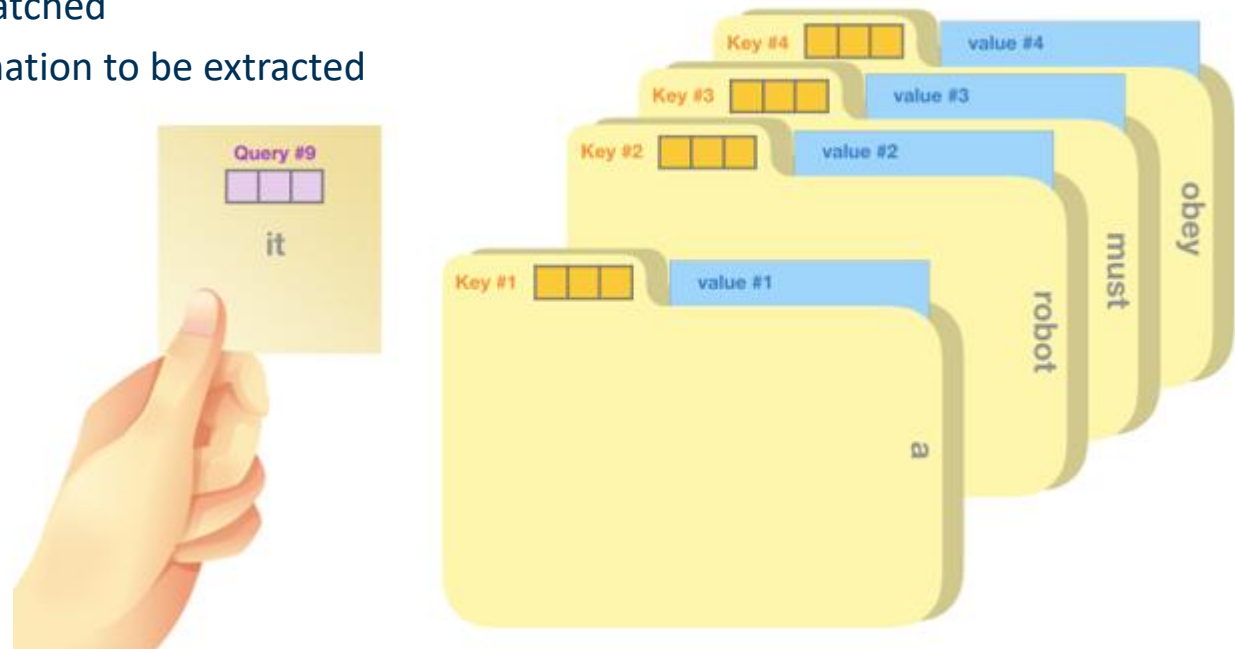 atched
nation to be extracted
Query #9
it
Key #4 value #4
Key #3 value #3
Key #2 value #2
Key #1 value #1
obey
must
robot
a